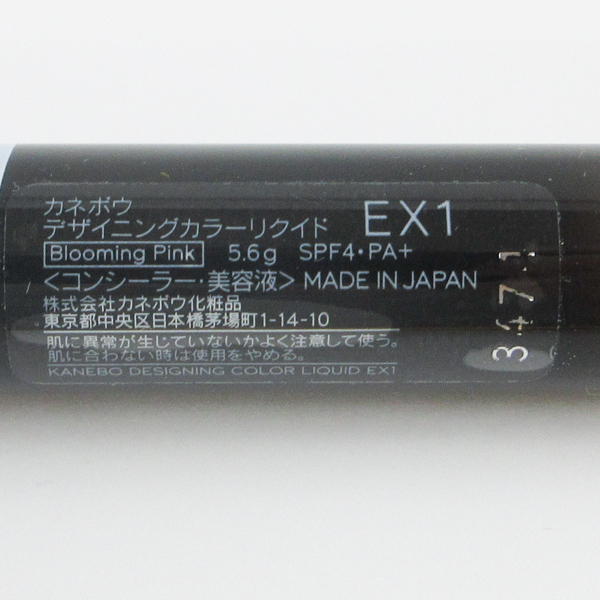 カネボウ
デザイニングカラーリクイド EX1
Blooming Pink 5.6g SPF4・PA+
<コンシーラー・美容液> MADE IN JAPAN
株式会社カネボウ化粧品
東京都中央区日本橋茅場町1-14-10
肌に異常が生じていないかよく注意して使う。
肌に合わない時は使用をやめる。
KANEBO DESIGNING COLOR LIQUID EX1